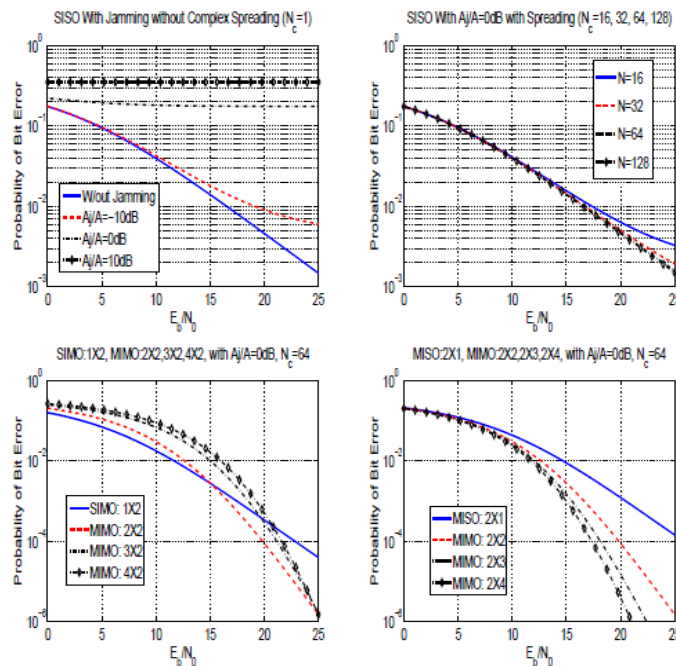 SISO With Jamming without Complex Spreading (N_c=1)
Probability of Bit Error
10^0
10^-1
10^-2
10^-3
0 5 10 15 20 25
E_b/N_0
W/out Jamming
Aj/A=-10dB
Aj/A=0dB
Aj/A=10dB
SISO With Aj/A=0dB with Spreading (N_c=16, 32, 64, 128)
Probability of Bit Error
10^0
10^-1
10^-2
10^-3
0 5 10 15 20 25
E_b/N_0
N=16
N=32
N=64
N=128
SIMO:1X2, MIMO:2X2,3X2,4X2, with Aj/A=0dB, N_c=64
Probability of Bit Error
10^0
10^-2
10^-4
10^-6
0 5 10 15 20 25
E_b/N_0
SIMO: 1X2
MIMO: 2X2
MIMO: 3X2
MIMO: 4X2
MISO:2X1, MIMO:2X2,2X3,2X4, with Aj/A=0dB, N_c=64
Probability of Bit Error
10^0
10^-2
10^-4
10^-6
0 5 10 15 20 25
E_b/N_0
MISO: 2X1
MIMO: 2X2
MIMO: 2X3
MIMO: 2X4